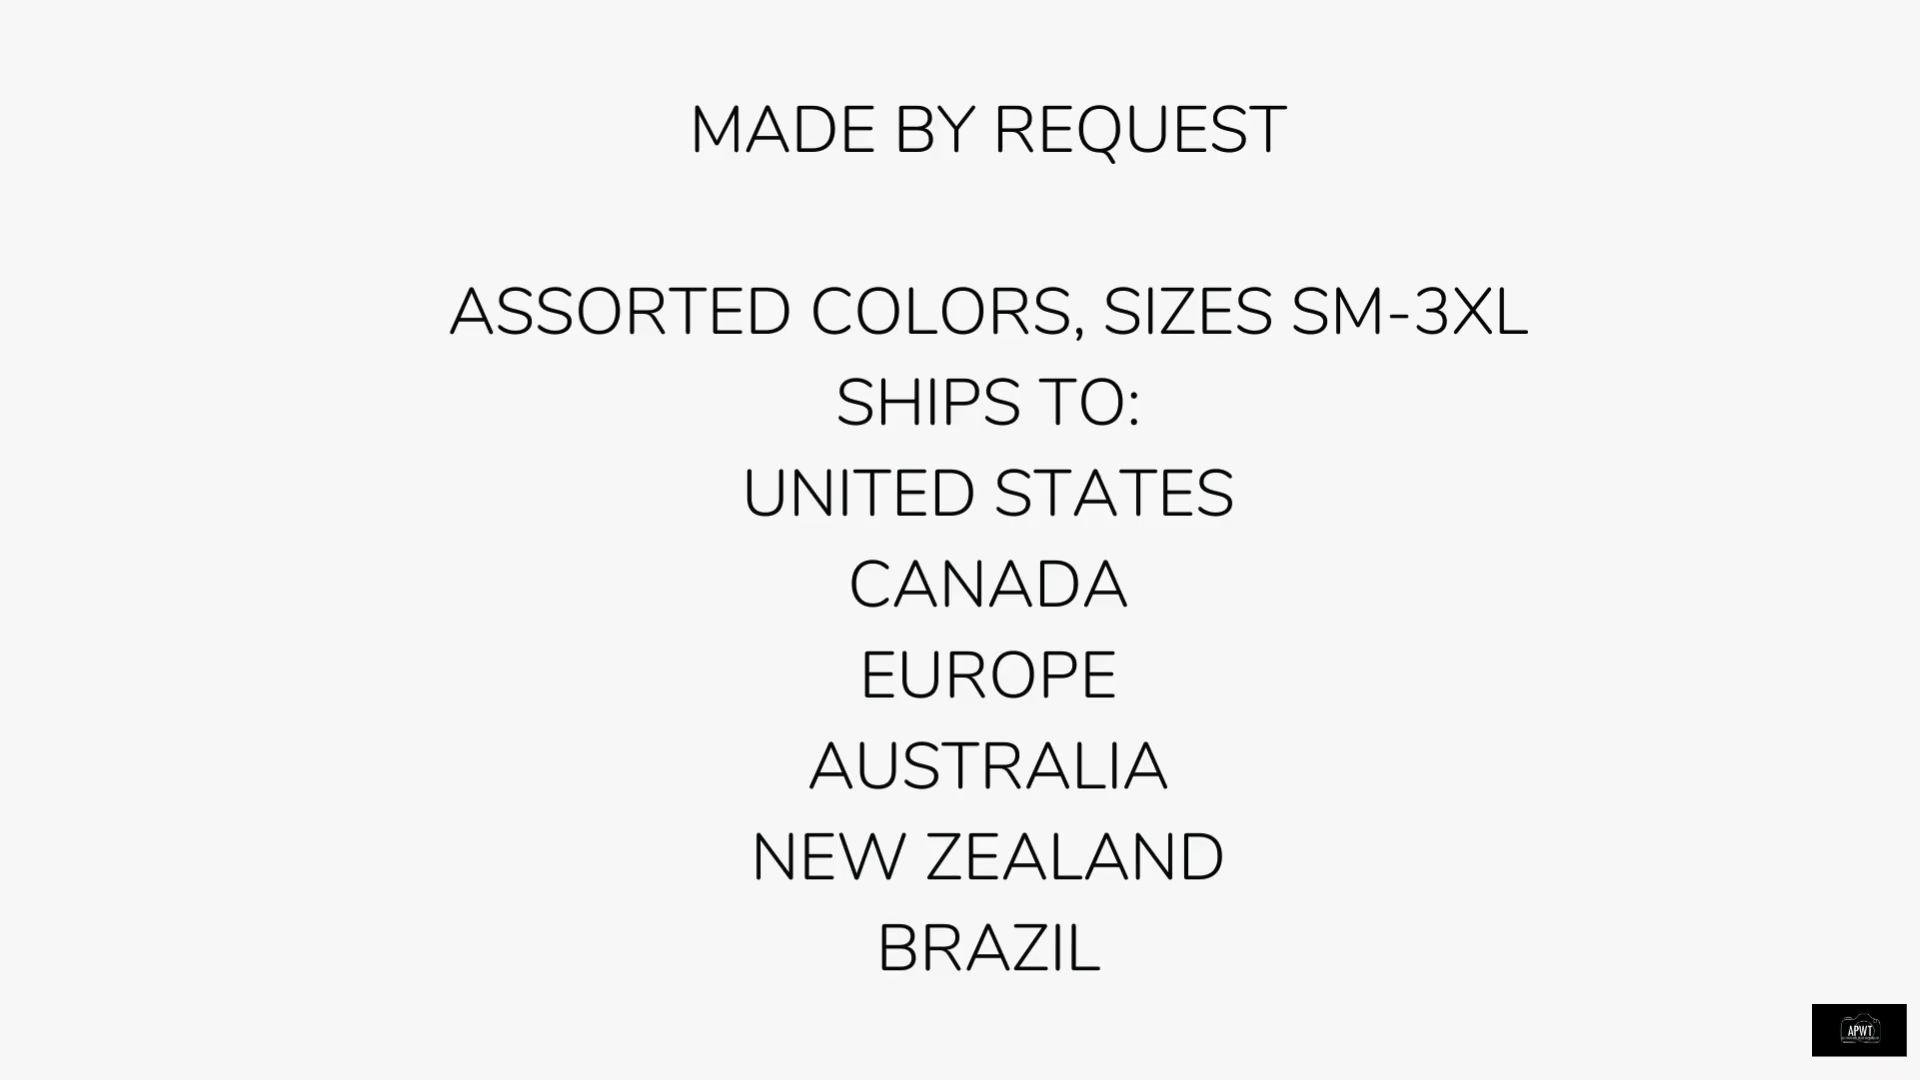 MADE BY REQUEST
ASSORTED COLORS, SIZES SM-3XL
SHIPS TO:
UNITED STATES
CANADA
EUROPE
AUSTRALIA
NEW ZEALAND
BRAZIL
APWT